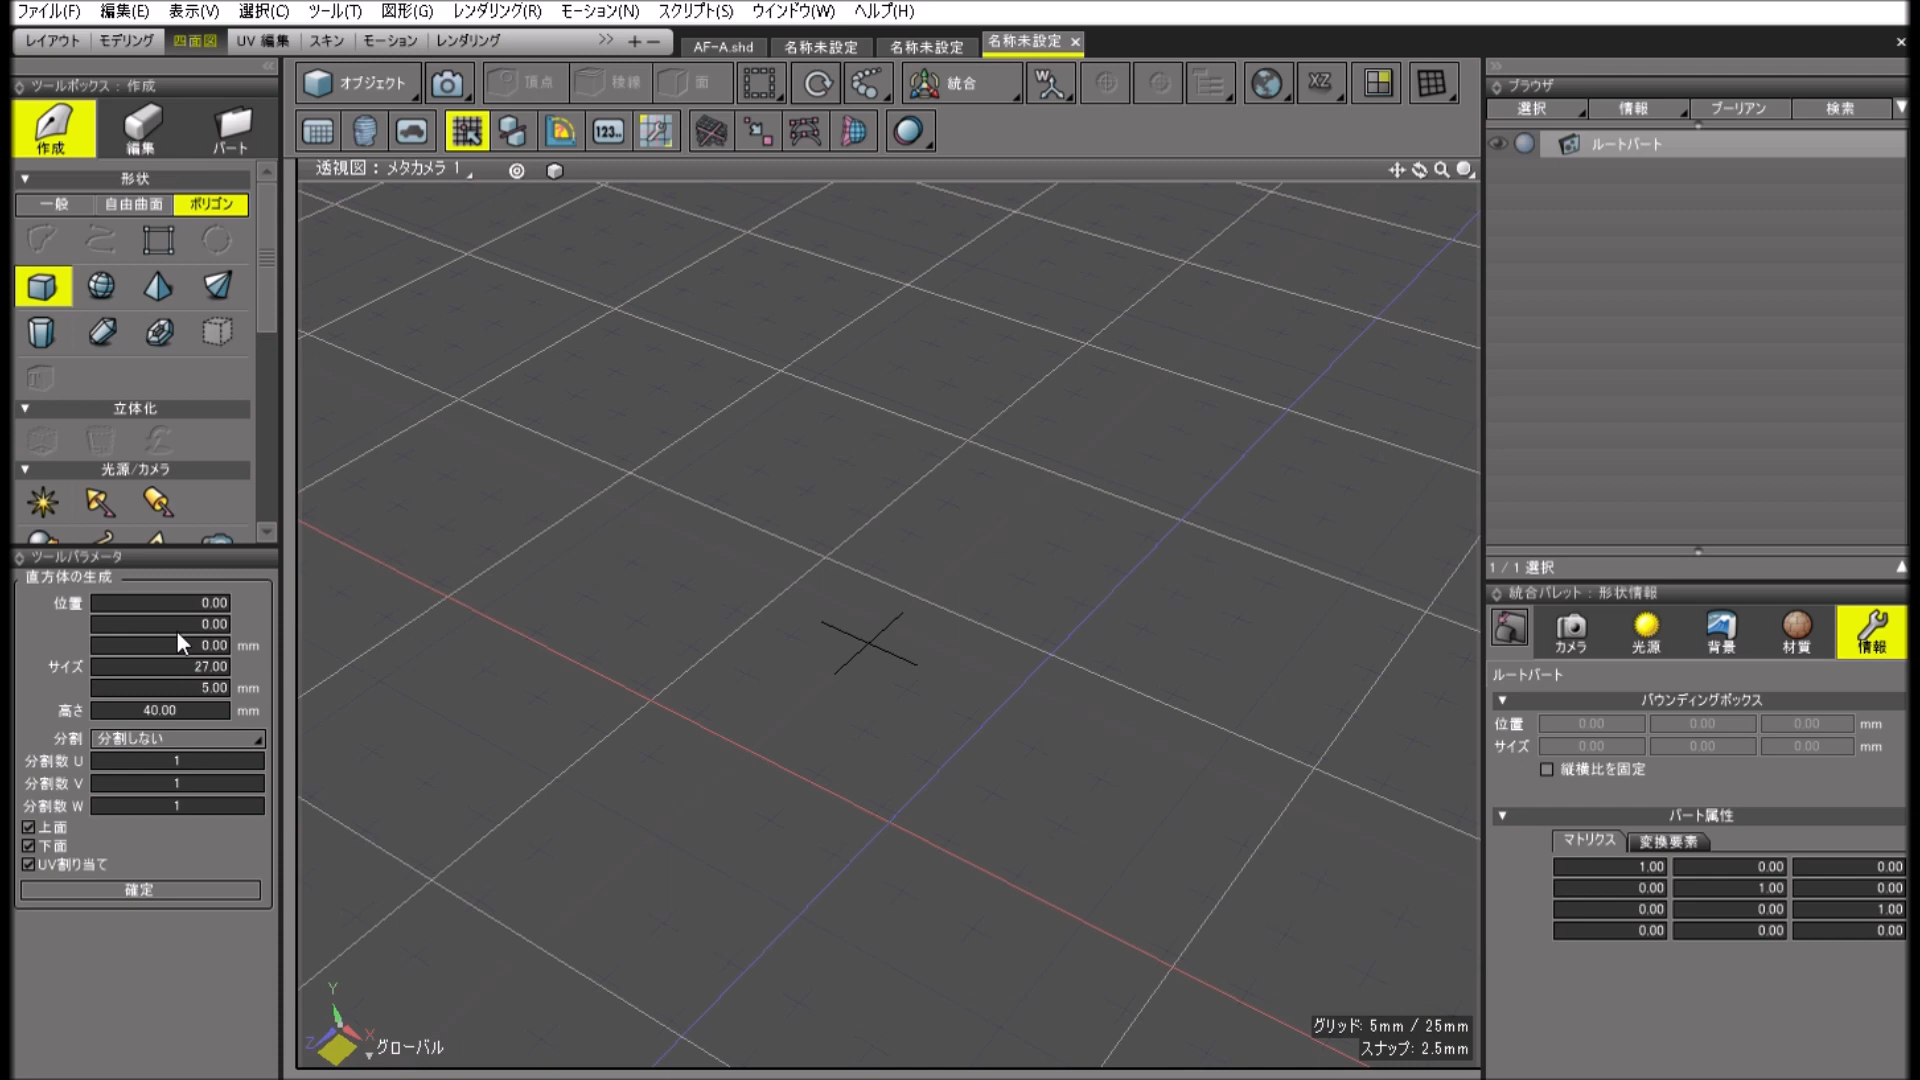 ファイル(F) 編集(E) 表示(V) 選択(C) ツール(T) 図形(G) レンダリング(R) モーション(N) スクリプト(S) ウインドウ(W) ヘルプ(H)
レイアウト モデリング 四面図 UV 編集 スキン モーション レンダリング
AF-A.shd 名称未設定 名称未設定 名称未設定
ツールボックス : 作成
作成 編集 パート
形状
一般 自由曲面 ポリゴン
立体化
光源/カメラ
ツールパラメータ
直方体の生成
位置 0.00
0.00
0.00 mm
サイズ 27.00
5.00 mm
高さ 40.00 mm
分割 分割しない
分割数 U 1
分割数 V 1
分割数 W 1
上面
下面
UV割り当て
確定
オブジェクト 頂点 稜線 面 統合 W XZ
123..
透視図 : メタカメラ 1
Y
X
Z
グローバル
グリッド: 5mm / 25mm
スナップ: 2.5mm
ブラウザ
選択 情報 ブーリアン 検索
ルートパート
1 / 1 選択
統合パレット : 形状情報
カメラ 光源 背景 材質 情報
ルートパート
バウンディングボックス
位置 0.00 0.00 0.00 mm
サイズ 0.00 0.00 0.00 mm
縦横比を固定
パート属性
マトリクス 変換要素
1.00 0.00 0.00
0.00 1.00 0.00
0.00 0.00 1.00
0.00 0.00 0.00